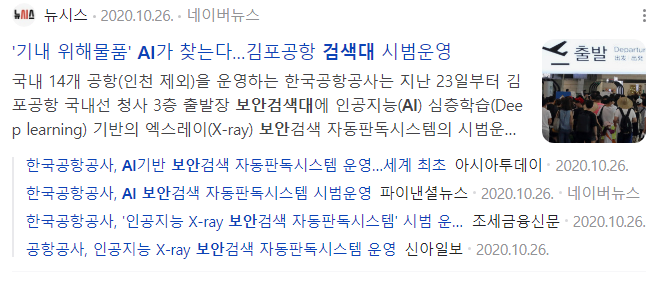 뉴시스 뉴시스 · 2020.10.26. · 네이버뉴스
'기내 위해물품' AI가 찾는다...김포공항 검색대 시범운영
국내 14개 공항(인천 제외)을 운영하는 한국공항공사는 지난 23일부터 김
포공항 국내선 청사 3층 출발장 보안검색대에 인공지능(AI) 심층학습(Dee
p learning) 기반의 엑스레이(X-ray) 보안검색 자동판독시스템의 시범운...
출발 Departur
한국공항공사, AI기반 보안검색 자동판독시스템 운영...세계 최초 아시아투데이 · 2020.10.26.
한국공항공사, AI 보안검색 자동판독시스템 시범운영 파이낸셜뉴스 · 2020.10.26. · 네이버뉴스
한국공항공사, '인공지능 X-ray 보안검색 자동판독시스템' 시범 운... 조세금융신문 · 2020.10.26.
공항공사, 인공지능 X-ray 보안검색 자동판독시스템 운영 신아일보 · 2020.10.26.